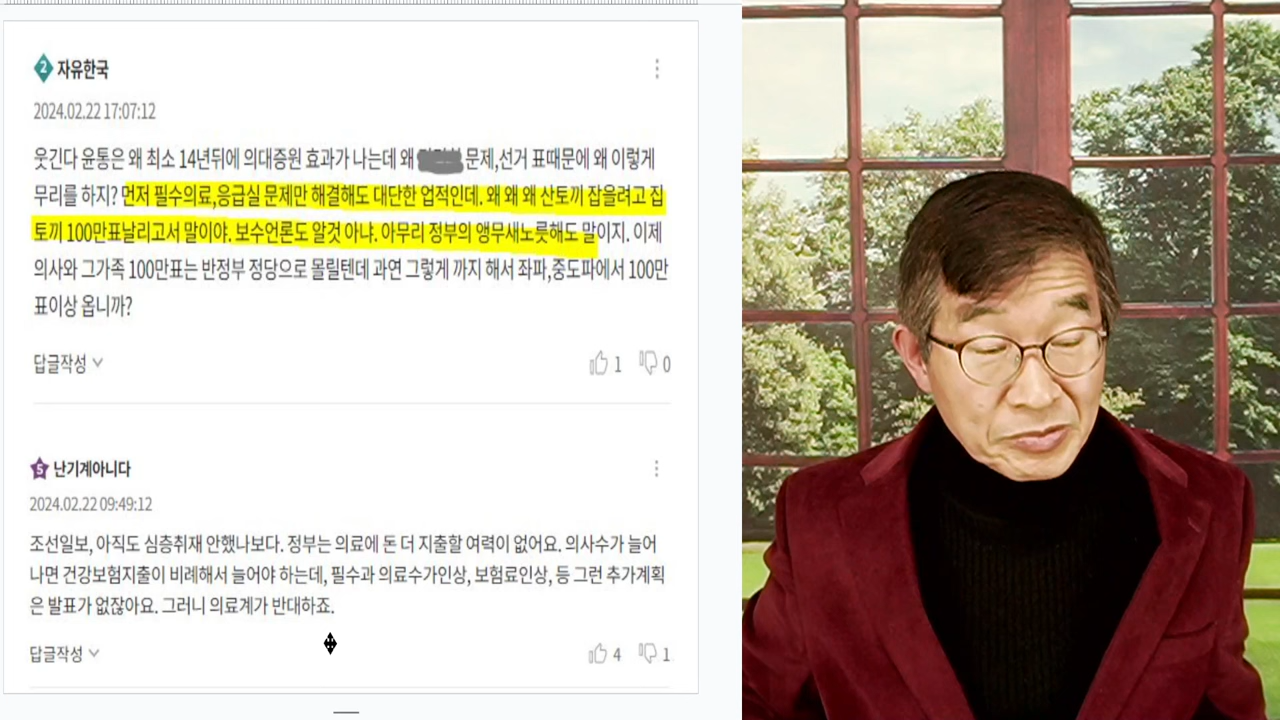 2 자유한국
2024.02.22 17:07:12
웃긴다 윤통은 왜 최소 14년뒤에 의대증원 효과가 나는데 왜 문제,선거 표때문에 왜 이렇게
무리를 하지? 먼저 필수의료,응급실 문제만 해결해도 대단한 업적인데. 왜 왜 왜 산토끼 잡을려고 집
토끼 100만표날리고서 말이야. 보수언론도 알것 아냐. 아무리 정부의 앵무새노릇해도 말이지. 이제
의사와 그가족 100만표는 반정부 정당으로 몰릴텐데 과연 그렇게 까지 해서 좌파,중도파에서 100만
표이상 옵니까?
답글작성 1 0
5 난기계아니다
2024.02.22 09:49:12
조선일보, 아직도 심층취재 안했나보다. 정부는 의료에 돈 더 지출할 여력이 없어요. 의사수가 늘어
나면 건강보험지출이 비례해서 늘어야 하는데, 필수과 의료수가인상, 보험료인상, 등 그런 추가계획
은 발표가 없잖아요. 그러니 의료계가 반대하죠.
답글작성 4 1